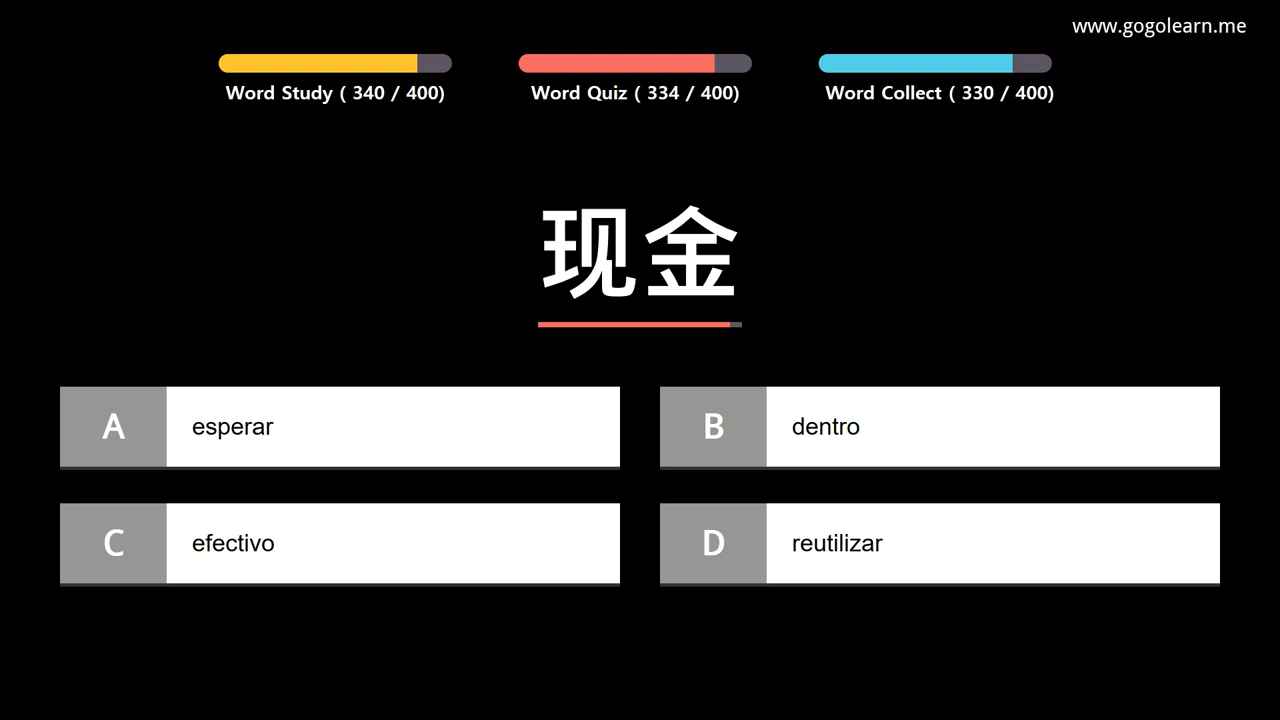 www.gogolearn.me
Word Study ( 340 / 400)
Word Quiz ( 334 / 400)
Word Collect ( 330 / 400)
现金
A esperar
B dentro
C efectivo
D reutilizar